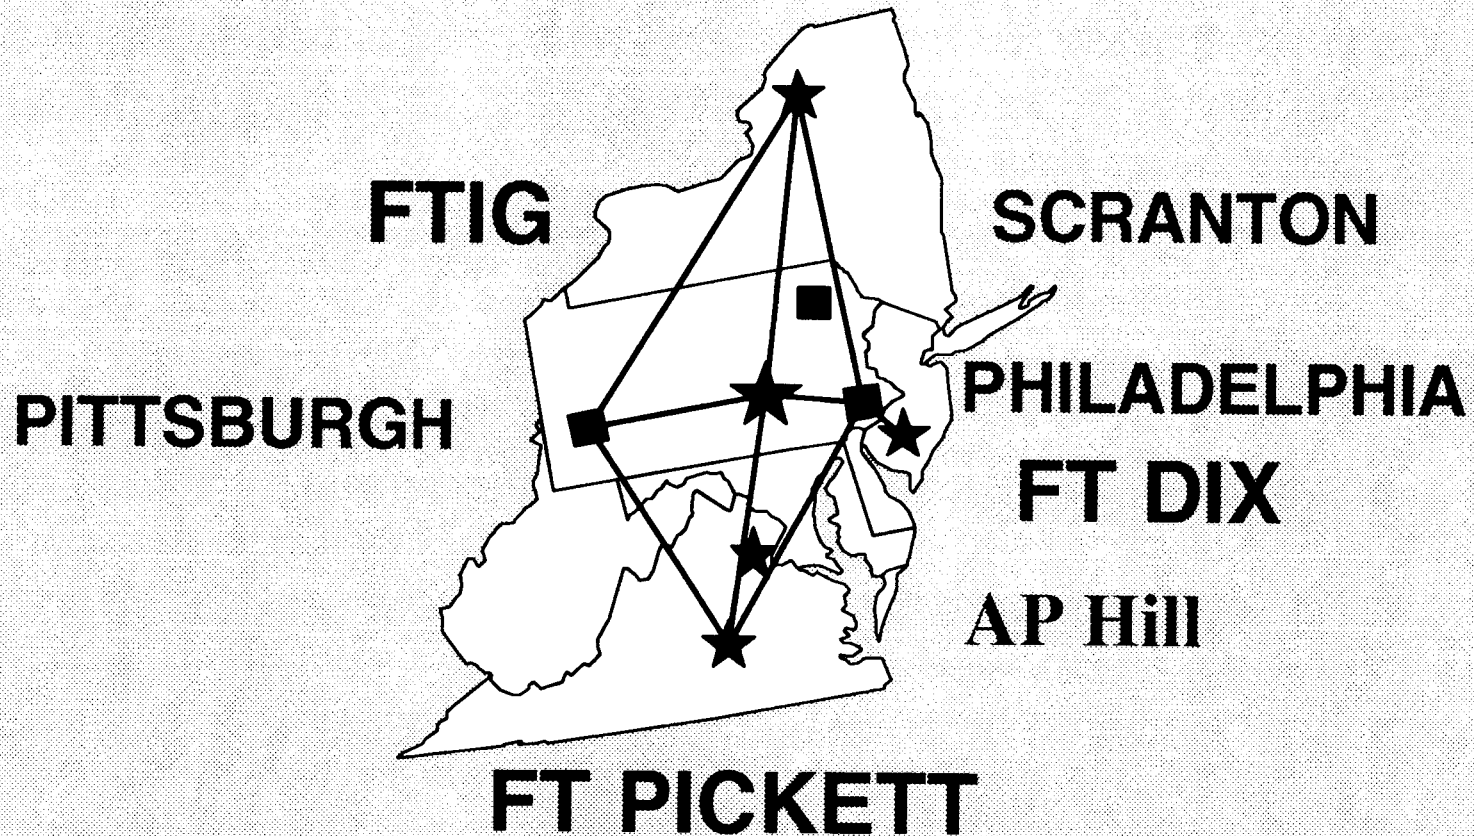 FTIG
SCRANTON
PITTSBURGH
PHILADELPHIA
FT DIX
AP Hill
FT PICKETT